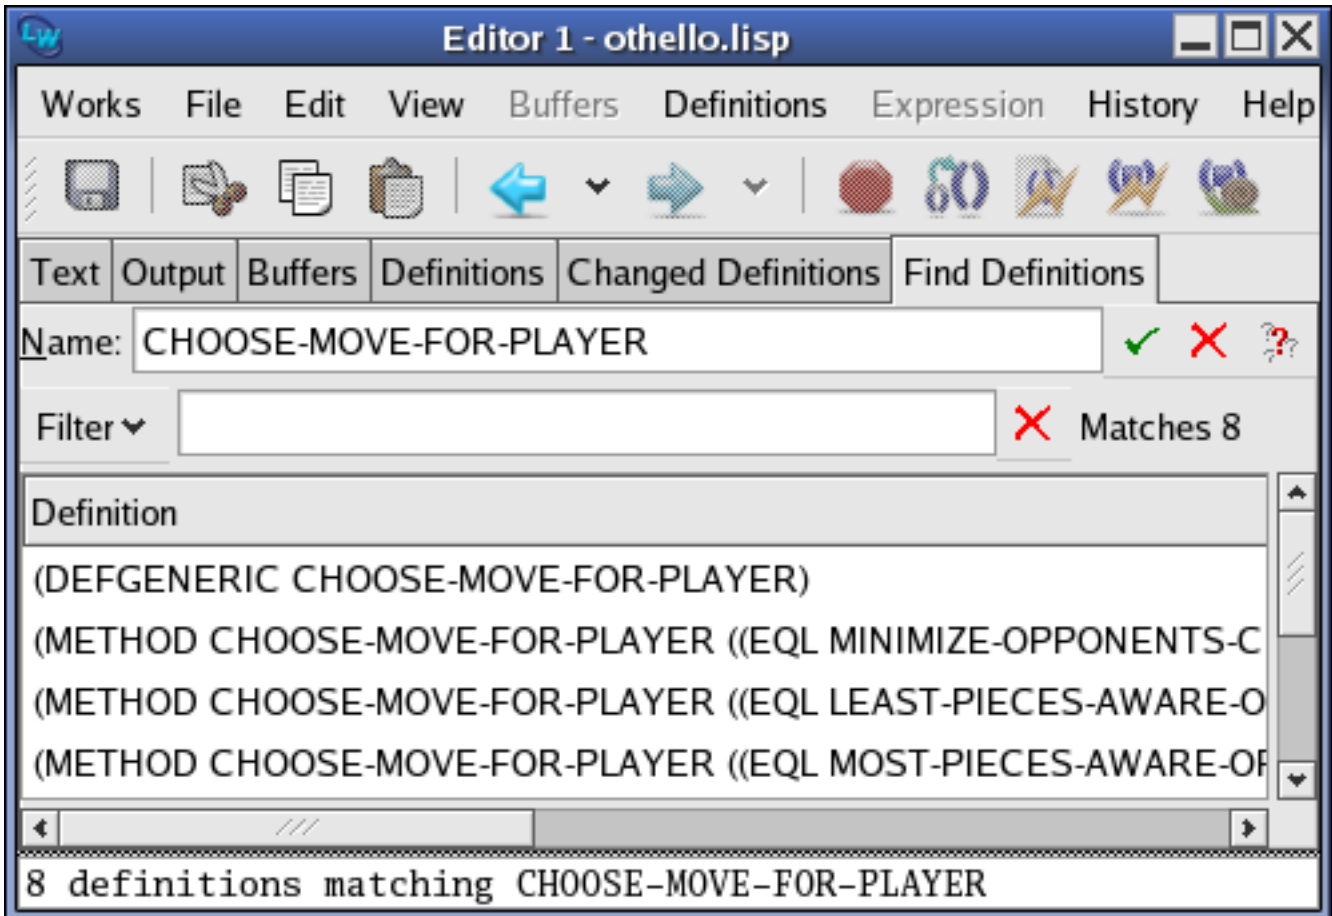 LW Editor 1 - othello.lisp
Works File Edit View Buffers Definitions Expression History Help
Text Output Buffers Definitions Changed Definitions Find Definitions
Name: CHOOSE-MOVE-FOR-PLAYER
Filter Matches 8
Definition
(DEFGENERIC CHOOSE-MOVE-FOR-PLAYER)
(METHOD CHOOSE-MOVE-FOR-PLAYER ((EQL MINIMIZE-OPPONENTS-C
(METHOD CHOOSE-MOVE-FOR-PLAYER ((EQL LEAST-PIECES-AWARE-O
(METHOD CHOOSE-MOVE-FOR-PLAYER ((EQL MOST-PIECES-AWARE-OF
8 definitions matching CHOOSE-MOVE-FOR-PLAYER